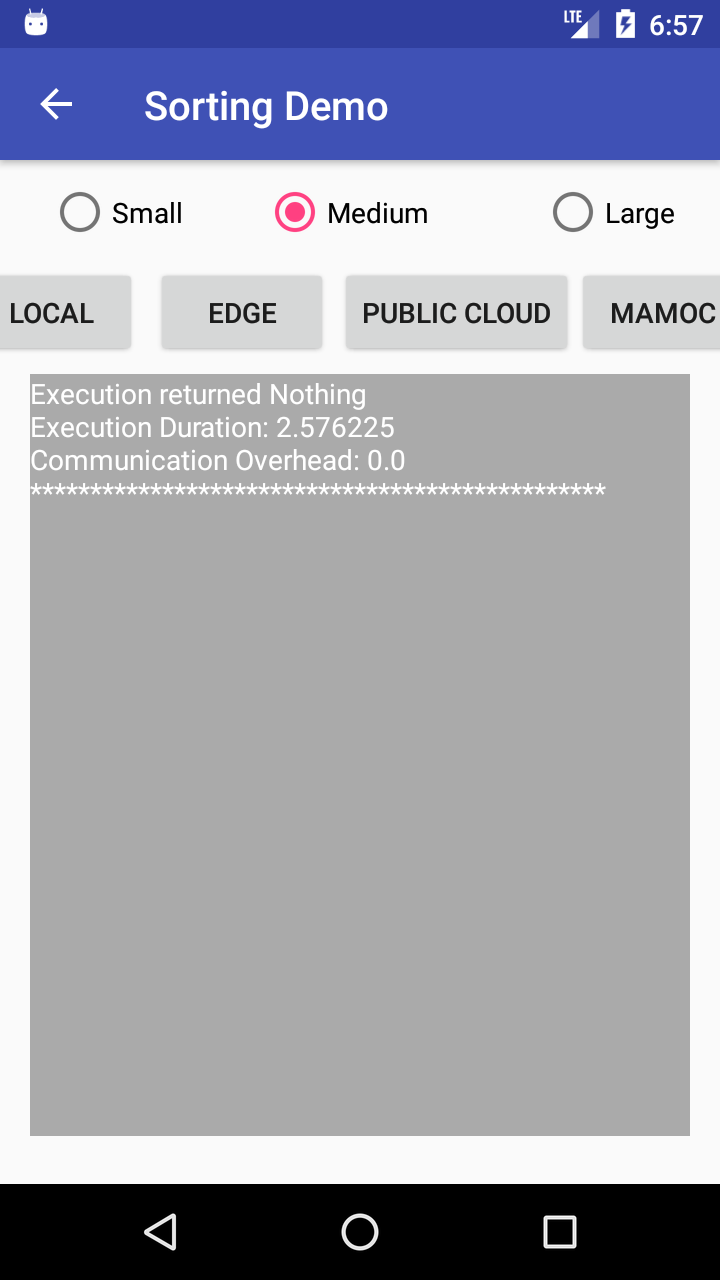 LTE 6:57
Sorting Demo
Small Medium Large
LOCAL EDGE PUBLIC CLOUD MAMOC
Execution returned Nothing
Execution Duration: 2.576225
Communication Overhead: 0.0
************************************************